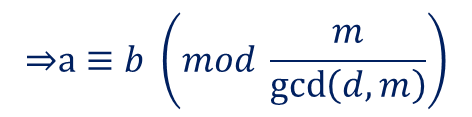 ⇒a ≡ b (mod m/gcd(d, m))